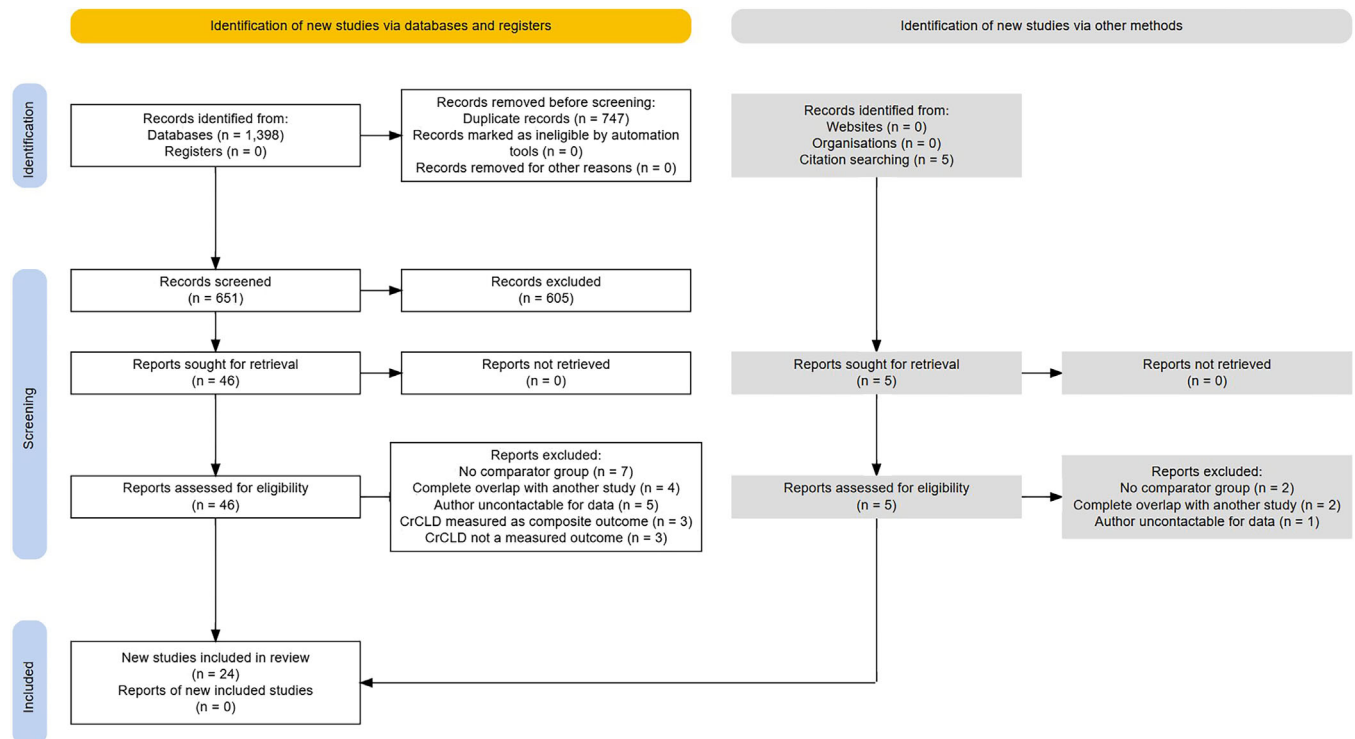 Identification of new studies via databases and registers
Identification of new studies via other methods
Identification
Records identified from:
Databases (n = 1,398)
Registers (n = 0)
Records removed before screening:
Duplicate records (n = 747)
Records marked as ineligible by automation
tools (n = 0)
Records removed for other reasons (n = 0)
Records identified from:
Websites (n = 0)
Organisations (n = 0)
Citation searching (n = 5)
Screening
Records screened
(n = 651)
Records excluded
(n = 605)
Reports sought for retrieval
(n = 46)
Reports not retrieved
(n = 0)
Reports sought for retrieval
(n = 5)
Reports not retrieved
(n = 0)
Reports assessed for eligibility
(n = 46)
Reports excluded:
No comparator group (n = 7)
Complete overlap with another study (n = 4)
Author uncontactable for data (n = 5)
CrCLD measured as composite outcome (n = 3)
CrCLD not a measured outcome (n = 3)
Reports assessed for eligibility
(n = 5)
Reports excluded:
No comparator group (n = 2)
Complete overlap with another study (n = 2)
Author uncontactable for data (n = 1)
Included
New studies included in review
(n = 24)
Reports of new included studies
(n = 0)